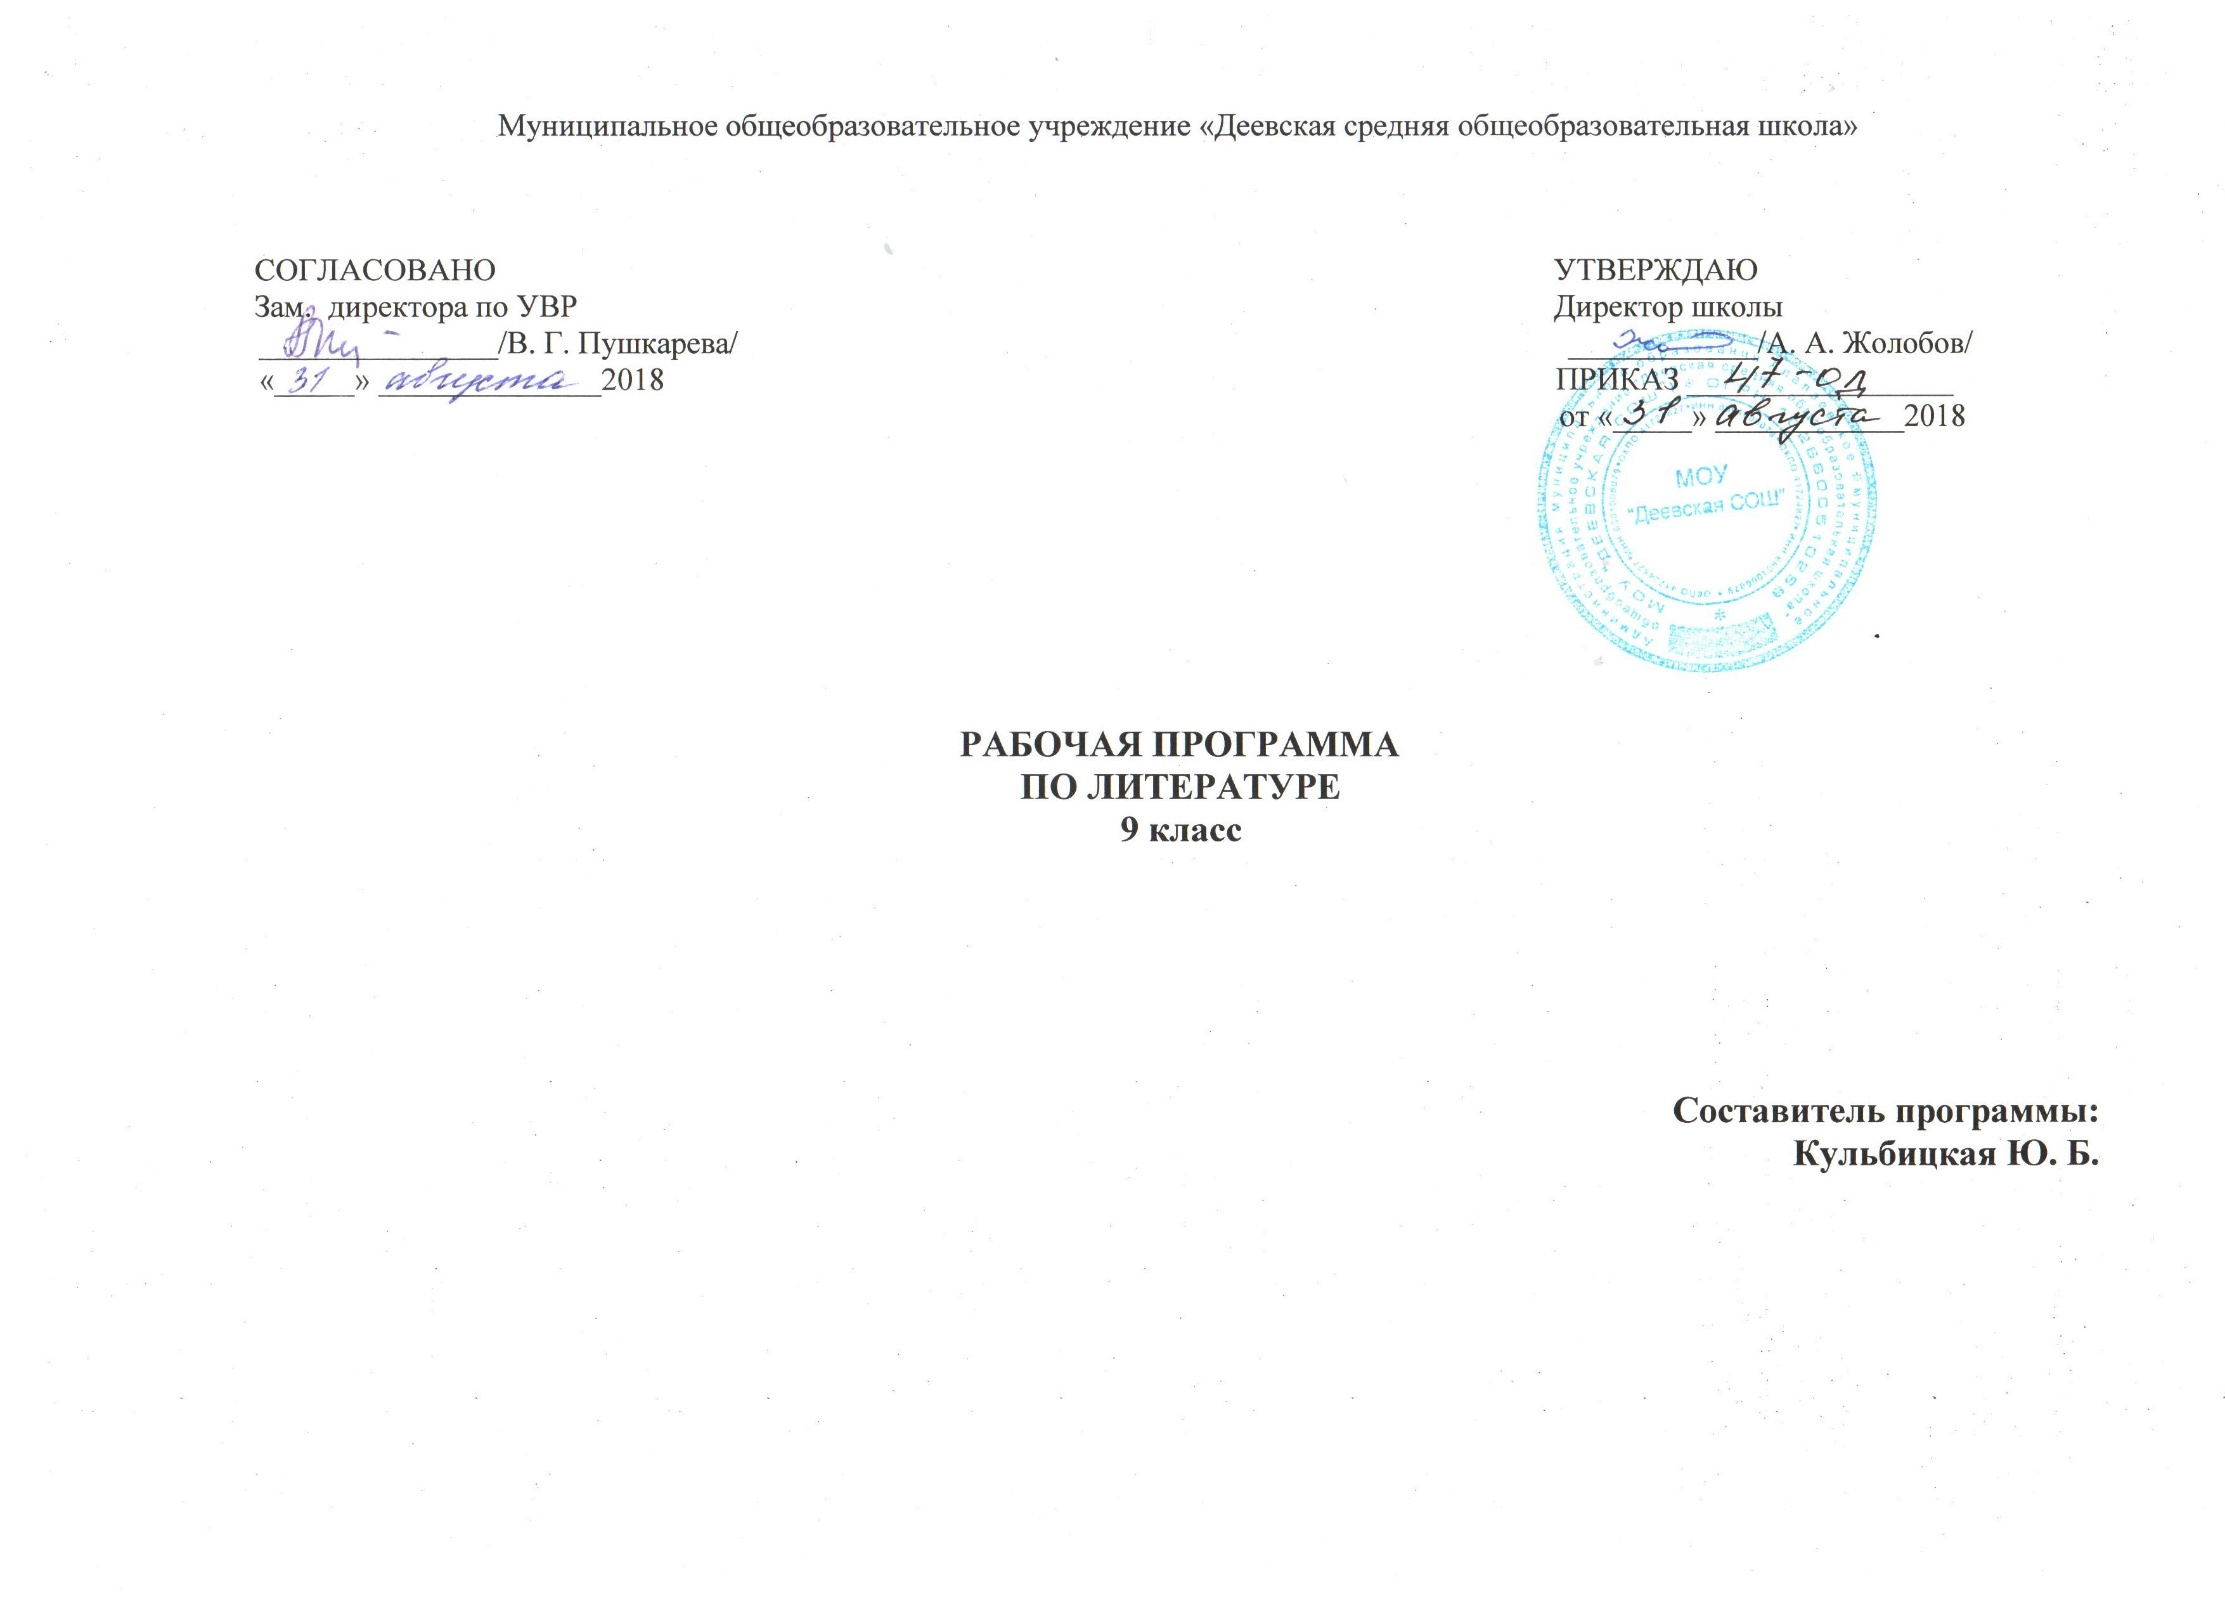 Муниципальное общеобразовательное учреждение «Деевская средняя общеобразовательная школа»
СОГЛАСОВАНО
Зам. директора по УВР
/В. Г. Пушкарева/
« 31 » августа 2018
УТВЕРЖДАЮ
Директор школы
/А. А. Жолобов/
ПРИКАЗ 47-од
от « 31 » августа 2018
МОУ
"Деевская СОШ"
РАБОЧАЯ ПРОГРАММА
ПО ЛИТЕРАТУРЕ
9 класс
Составитель программы:
Кульбицкая Ю. Б.